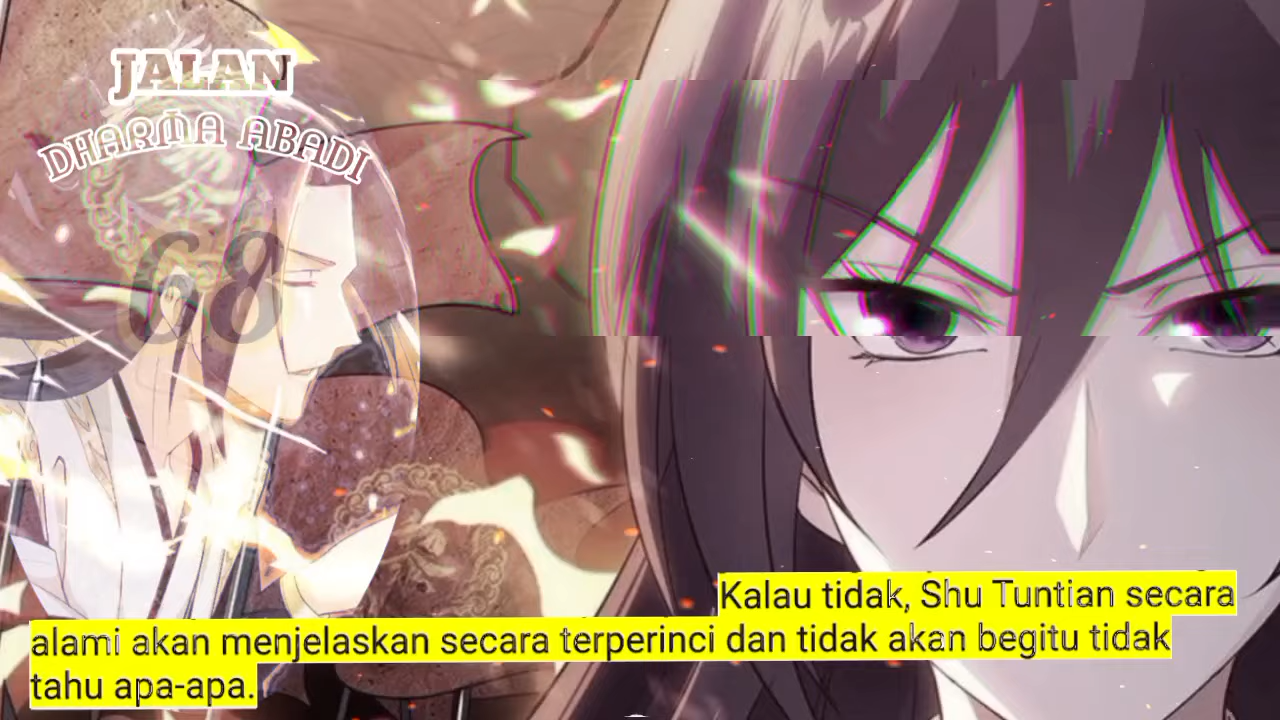 JALAN
DHARMA ABADI
68
Kalau tidak, Shu Tuntian secara
alami akan menjelaskan secara terperinci dan tidak akan begitu tidak
tahu apa-apa.